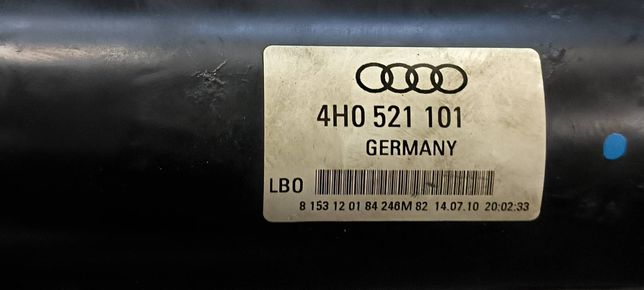 4H0 521 101
GERMANY
LBO
8 153 12 01 84 246M 82 14.07.10 20:02:33